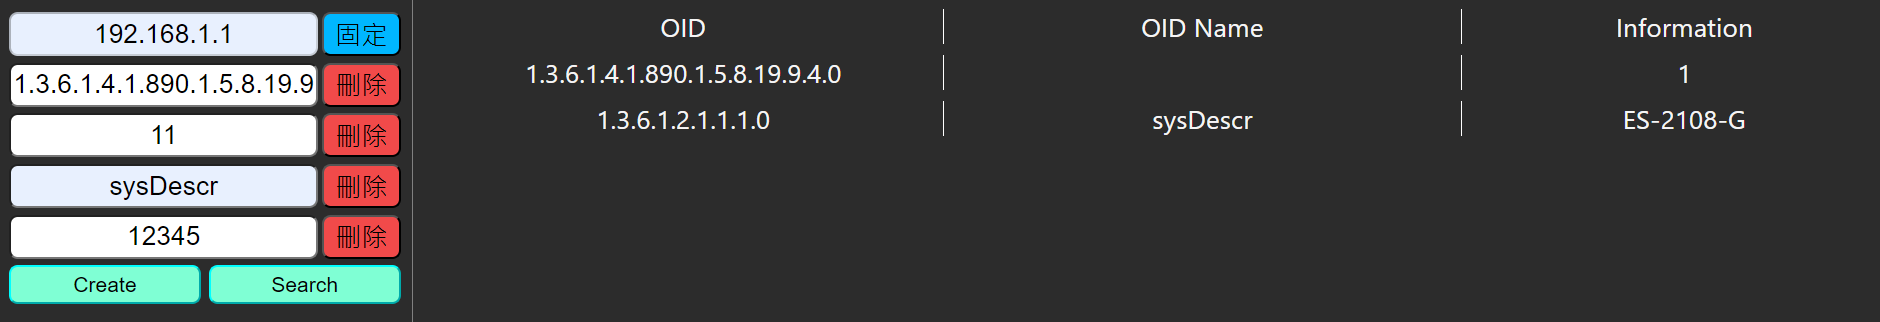 192.168.1.1 固定
1.3.6.1.4.1.890.1.5.8.19.9 刪除
11 刪除
sysDescr 刪除
12345 刪除
Create Search
OID OID Name Information
1.3.6.1.4.1.890.1.5.8.19.9.4.0 1
1.3.6.1.2.1.1.1.0 sysDescr ES-2108-G